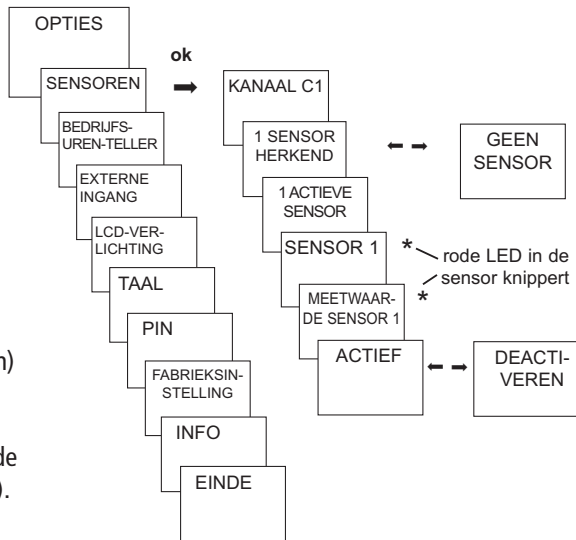 OPTIES
ok
SENSOREN
KANAAL C1
BEDRIJFS-
UREN-TELLER
1 SENSOR
HERKEND
GEEN
SENSOR
EXTERNE
INGANG
1 ACTIEVE
SENSOR
LCD-VER-
LICHTING
SENSOR 1
*
rode LED in de
sensor knippert
TAAL
MEETWAAR-
DE SENSOR 1
*
PIN
ACTIEF
DEACTI-
VEREN
n)
FABRIEKSIN-
STELLING
INFO
de
).
EINDE